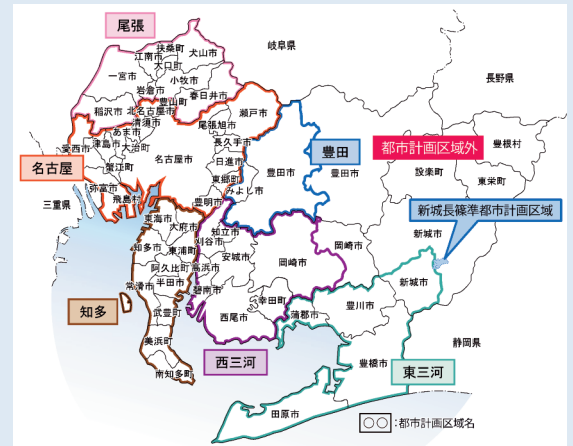 尾張
岐阜県
扶桑町
犬山市
江南市
大口町
一宮市
小牧市
岩倉市
春日井市
豊山町
長野県
稲沢市
北名古屋市
清須市
瀬戸市
あま市
尾張旭市
愛西市
津島市
大治町
長久手市
名古屋市
日進市
豊田
都市計画区域外
豊根村
設楽町
名古屋
蟹江町
東郷町
豊田市
豊田市
東栄町
みよし市
弥富市
飛島村
豊明市
三重県
新城長篠準都市計画区域
東海市
大府市
知立市
刈谷市
岡崎市
新城市
知多市
東浦町
安城市
岡崎市
阿久比町
高浜市
常滑市
半田市
碧南市
新城市
知多
武豊町
西尾市
幸田町
蒲郡市
豊川市
美浜町
西三河
豊橋市
静岡県
東三河
南知多町
田原市
○○:都市計画区域名